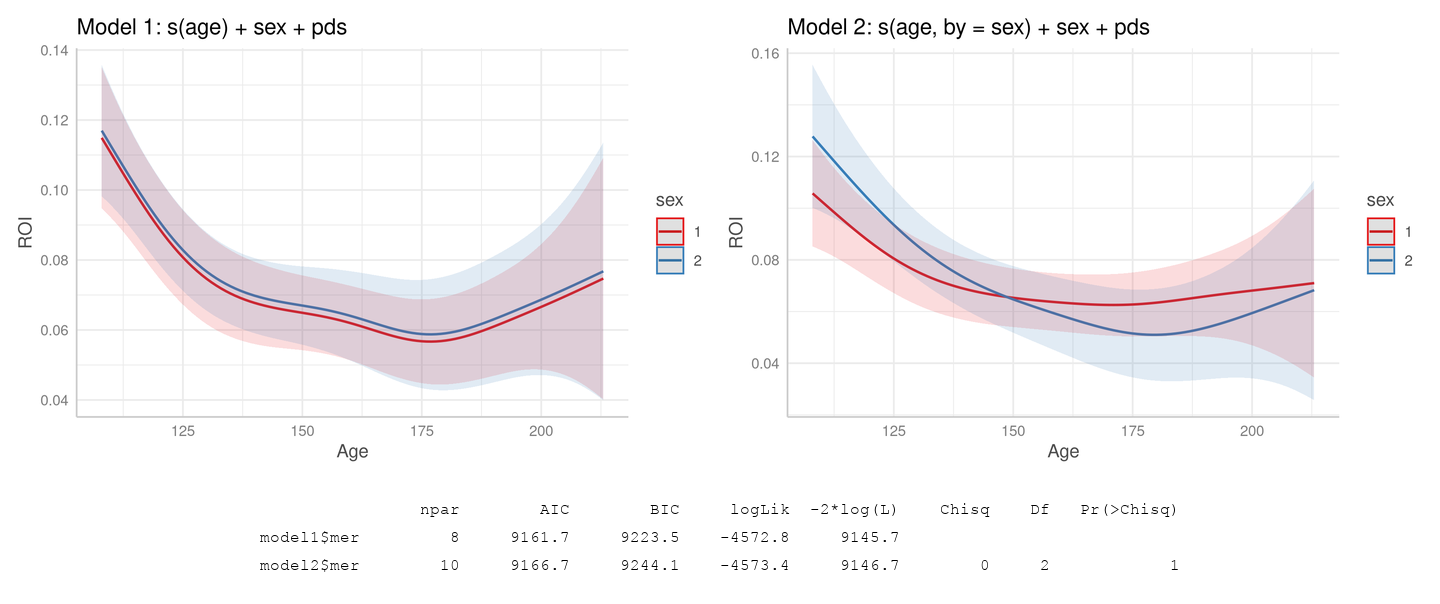 Model 1: s(age) + sex + pds
0.14
0.12
0.10
0.08
0.06
0.04
ROI
125 150 175 200
Age
sex
1
2
Model 2: s(age, by = sex) + sex + pds
0.16
0.12
0.08
0.04
ROI
125 150 175 200
Age
sex
1
2
npar AIC BIC logLik -2*log(L) Chisq Df Pr(>Chisq)
model1$mer 8 9161.7 9223.5 -4572.8 9145.7
model2$mer 10 9166.7 9244.1 -4573.4 9146.7 0 2 1